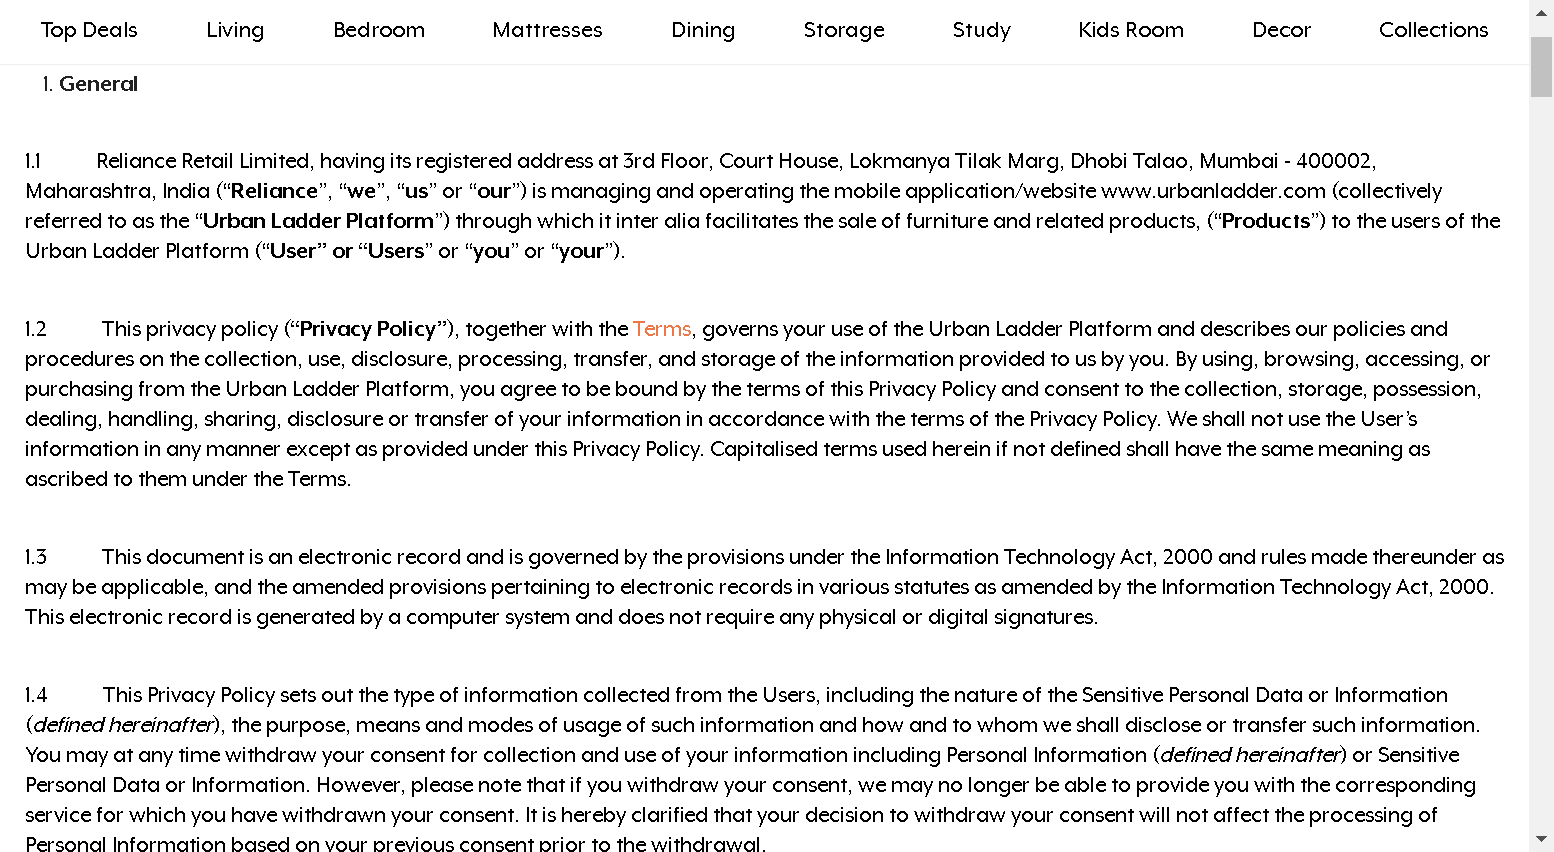 Top Deals Living Bedroom Mattresses Dining Storage Study Kids Room Decor Collections
1. General
1.1 Reliance Retail Limited, having its registered address at 3rd Floor, Court House, Lokmanya Tilak Marg, Dhobi Talao, Mumbai - 400002,
Maharashtra, India (“Reliance”, “we”, “us” or “our”) is managing and operating the mobile application/website www.urbanladder.com (collectively
referred to as the “Urban Ladder Platform”) through which it inter alia facilitates the sale of furniture and related products, (“Products”) to the users of the
Urban Ladder Platform (“User” or “Users” or “you” or “your”).
1.2 This privacy policy (“Privacy Policy”), together with the Terms, governs your use of the Urban Ladder Platform and describes our policies and
procedures on the collection, use, disclosure, processing, transfer, and storage of the information provided to us by you. By using, browsing, accessing, or
purchasing from the Urban Ladder Platform, you agree to be bound by the terms of this Privacy Policy and consent to the collection, storage, possession,
dealing, handling, sharing, disclosure or transfer of your information in accordance with the terms of the Privacy Policy. We shall not use the User’s
information in any manner except as provided under this Privacy Policy. Capitalised terms used herein if not defined shall have the same meaning as
ascribed to them under the Terms.
1.3 This document is an electronic record and is governed by the provisions under the Information Technology Act, 2000 and rules made thereunder as
may be applicable, and the amended provisions pertaining to electronic records in various statutes as amended by the Information Technology Act, 2000.
This electronic record is generated by a computer system and does not require any physical or digital signatures.
1.4 This Privacy Policy sets out the type of information collected from the Users, including the nature of the Sensitive Personal Data or Information
(defined hereinafter), the purpose, means and modes of usage of such information and how and to whom we shall disclose or transfer such information.
You may at any time withdraw your consent for collection and use of your information including Personal Information (defined hereinafter) or Sensitive
Personal Data or Information. However, please note that if you withdraw your consent, we may no longer be able to provide you with the corresponding
service for which you have withdrawn your consent. It is hereby clarified that your decision to withdraw your consent will not affect the processing of
Personal Information based on your previous consent prior to the withdrawal.